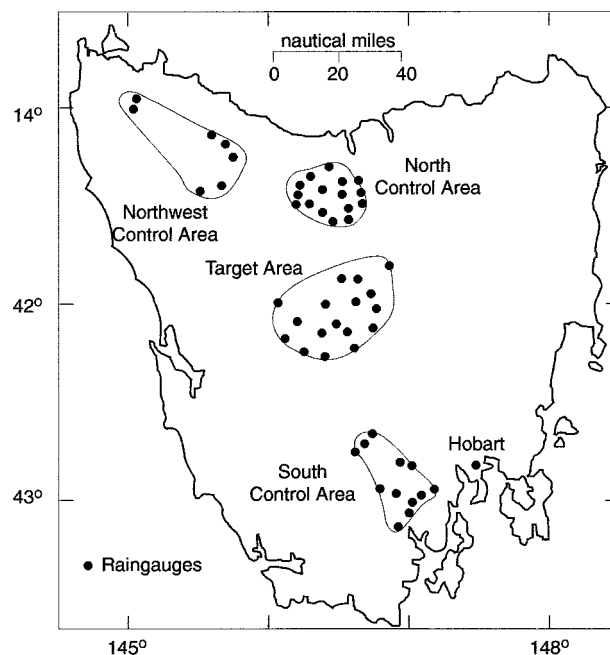 nautical miles
0 20 40
14°
North
Control Area
Northwest
Control Area
Target Area
42°
Hobart
South
Control Area
43°
Raingauges
145°
148°